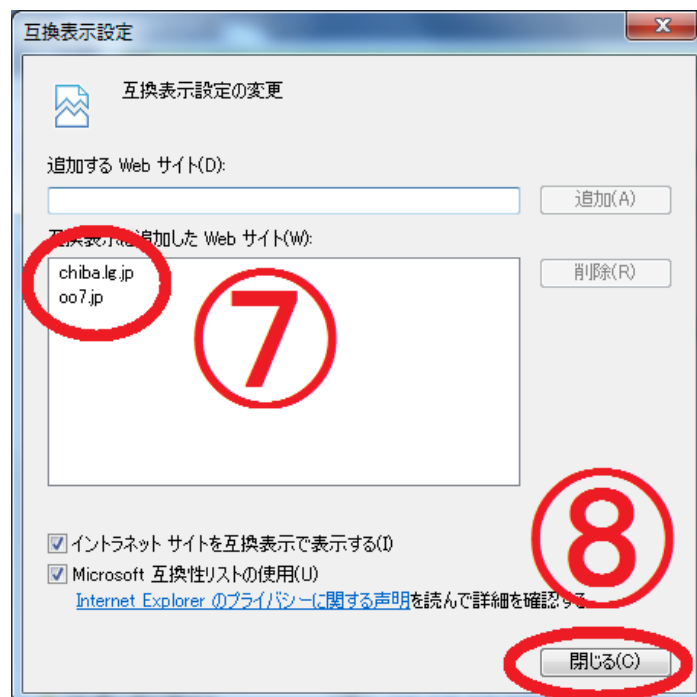 互換表示設定
X
互換表示設定の変更
追加する Web サイト(D):
追加(A)
互換表示に追加した Web サイト(W):
chiba.lg.jp
oo7.jp
削除(R)
⑦
⑧
イントラネット サイトを互換表示で表示する(I)
Microsoft 互換性リストの使用(U)
Internet Explorer のプライバシーに関する声明を読んで詳細を確認する
閉じる(C)